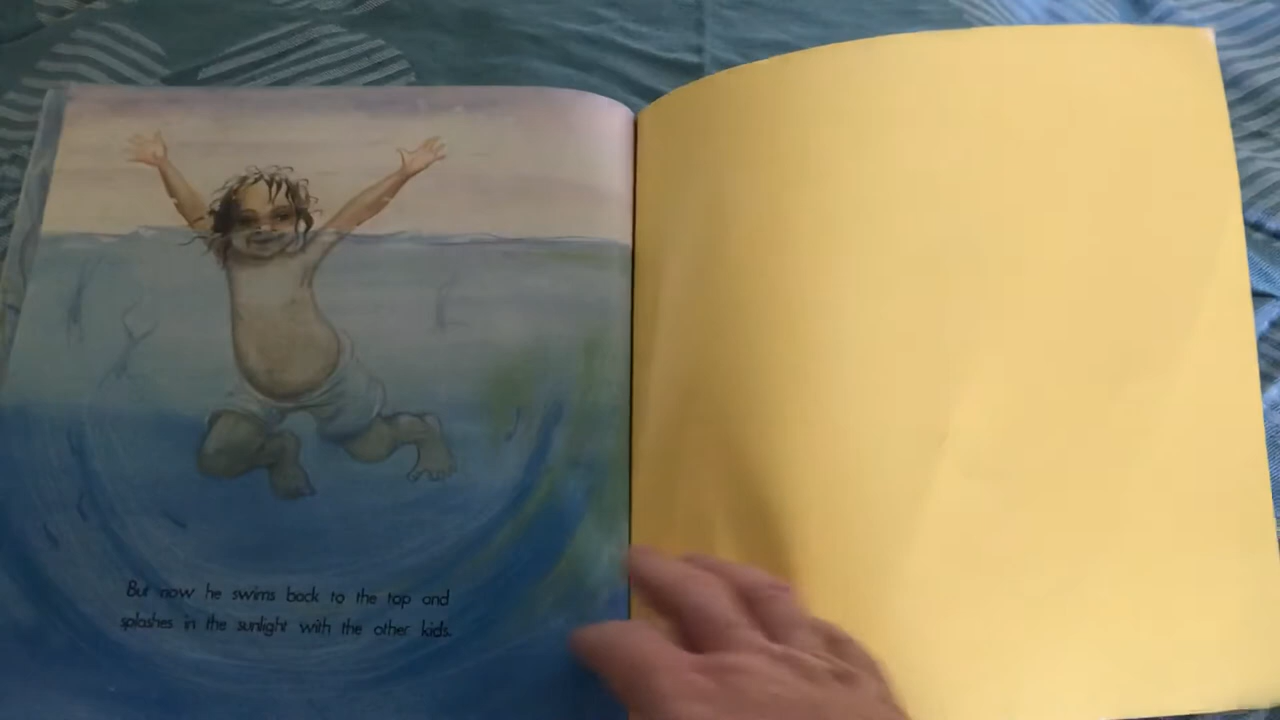 But now he swims back to the top and
splashes in the sunlight with the other kids.